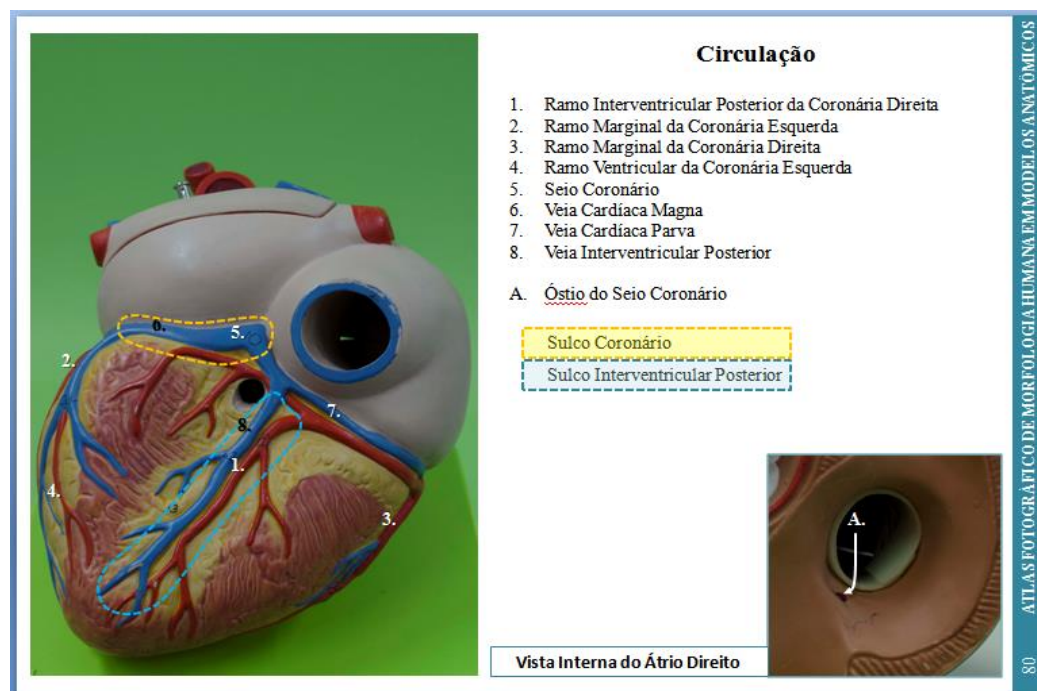 Circulação
1. Ramo Interventricular Posterior da Coronária Direita
2. Ramo Marginal da Coronária Esquerda
3. Ramo Marginal da Coronária Direita
4. Ramo Ventricular da Coronária Esquerda
5. Seio Coronário
6. Veia Cardíaca Magna
7. Veia Cardíaca Parva
8. Veia Interventricular Posterior
A. Óstio do Seio Coronário
Sulco Coronário
Sulco Interventricular Posterior
6.
5.
2.
7.
8.
1.
4.
3.
A.
Vista Interna do Átrio Direito
ATLAS FOTOGRÁFICO DE MORFOLOGIA HUMANA EM MODELOS ANATÔMICOS
80